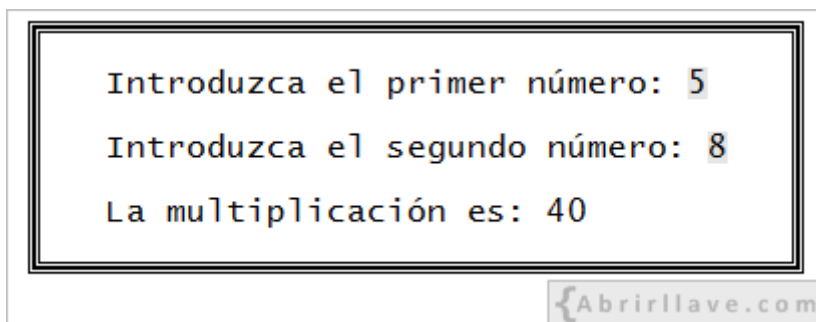 Introduzca el primer número: 5
Introduzca el segundo número: 8
La multiplicación es: 40
{Abrirllave.com